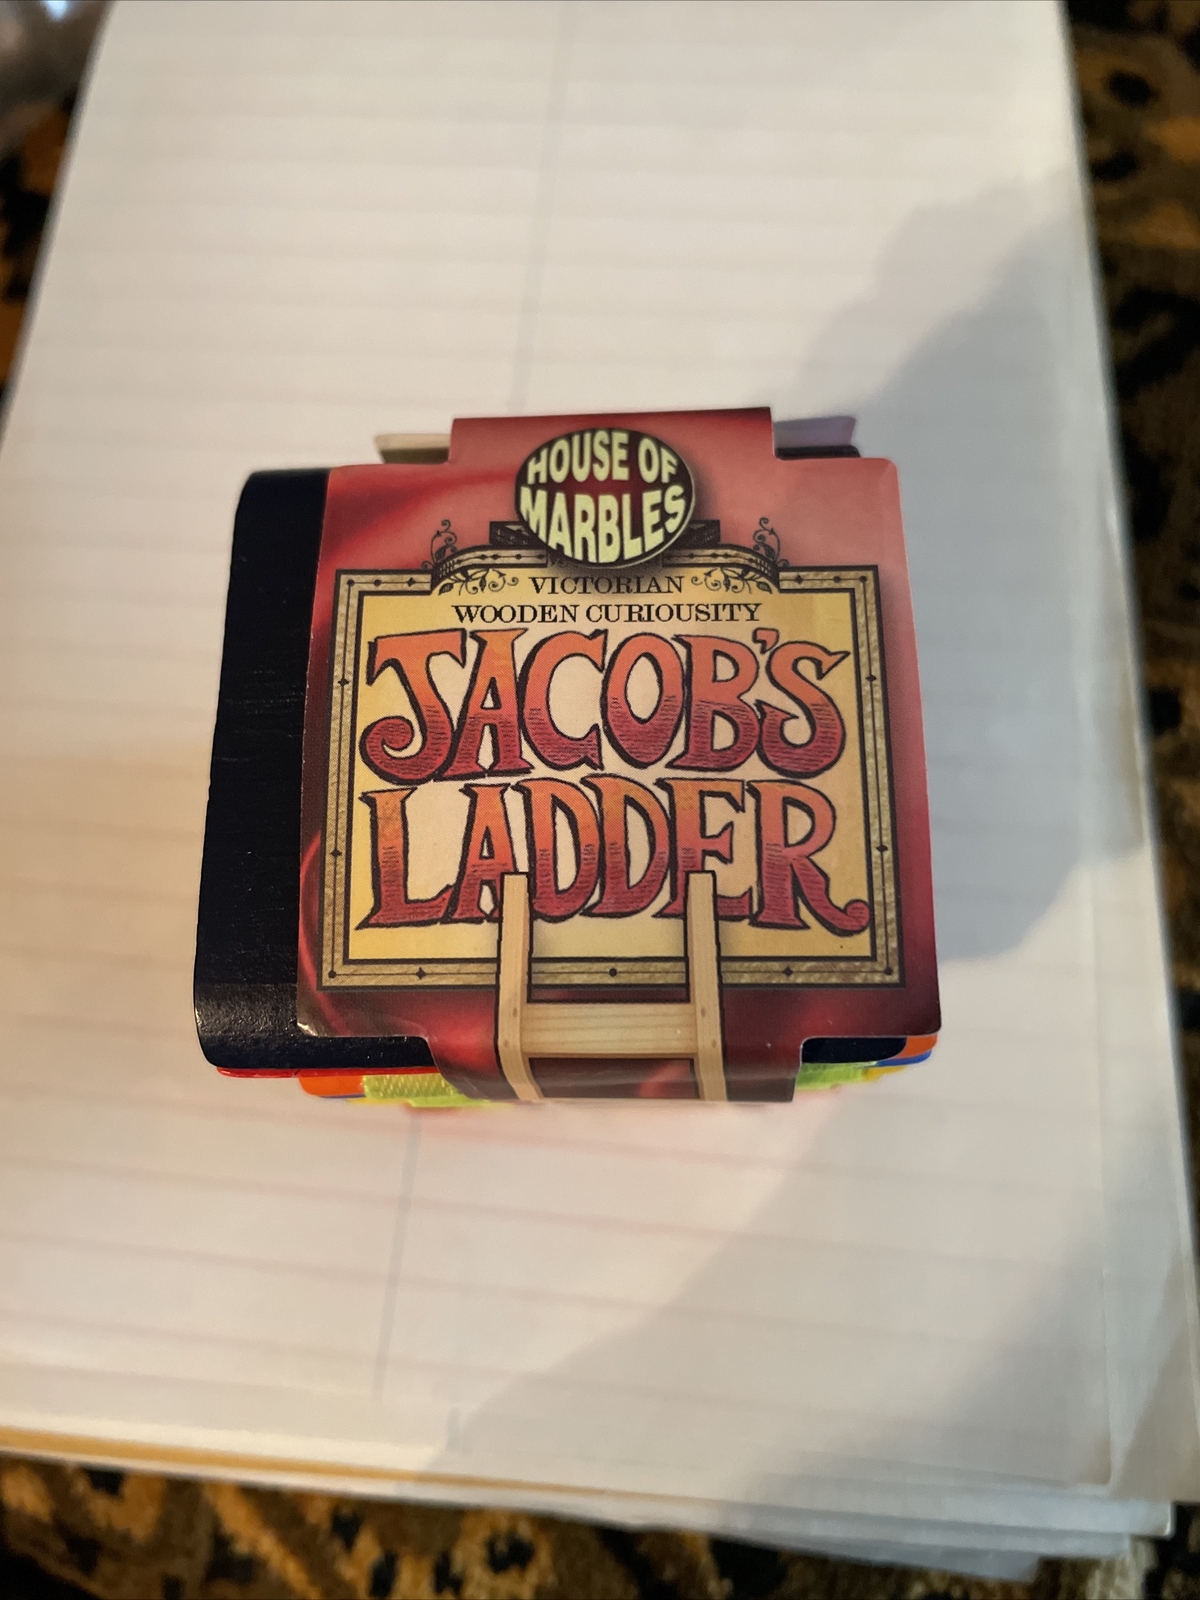 HOUSE OF
MARBLES
VICTORIAN
WOODEN CURIOUSITY
JACOB'S
LADDER